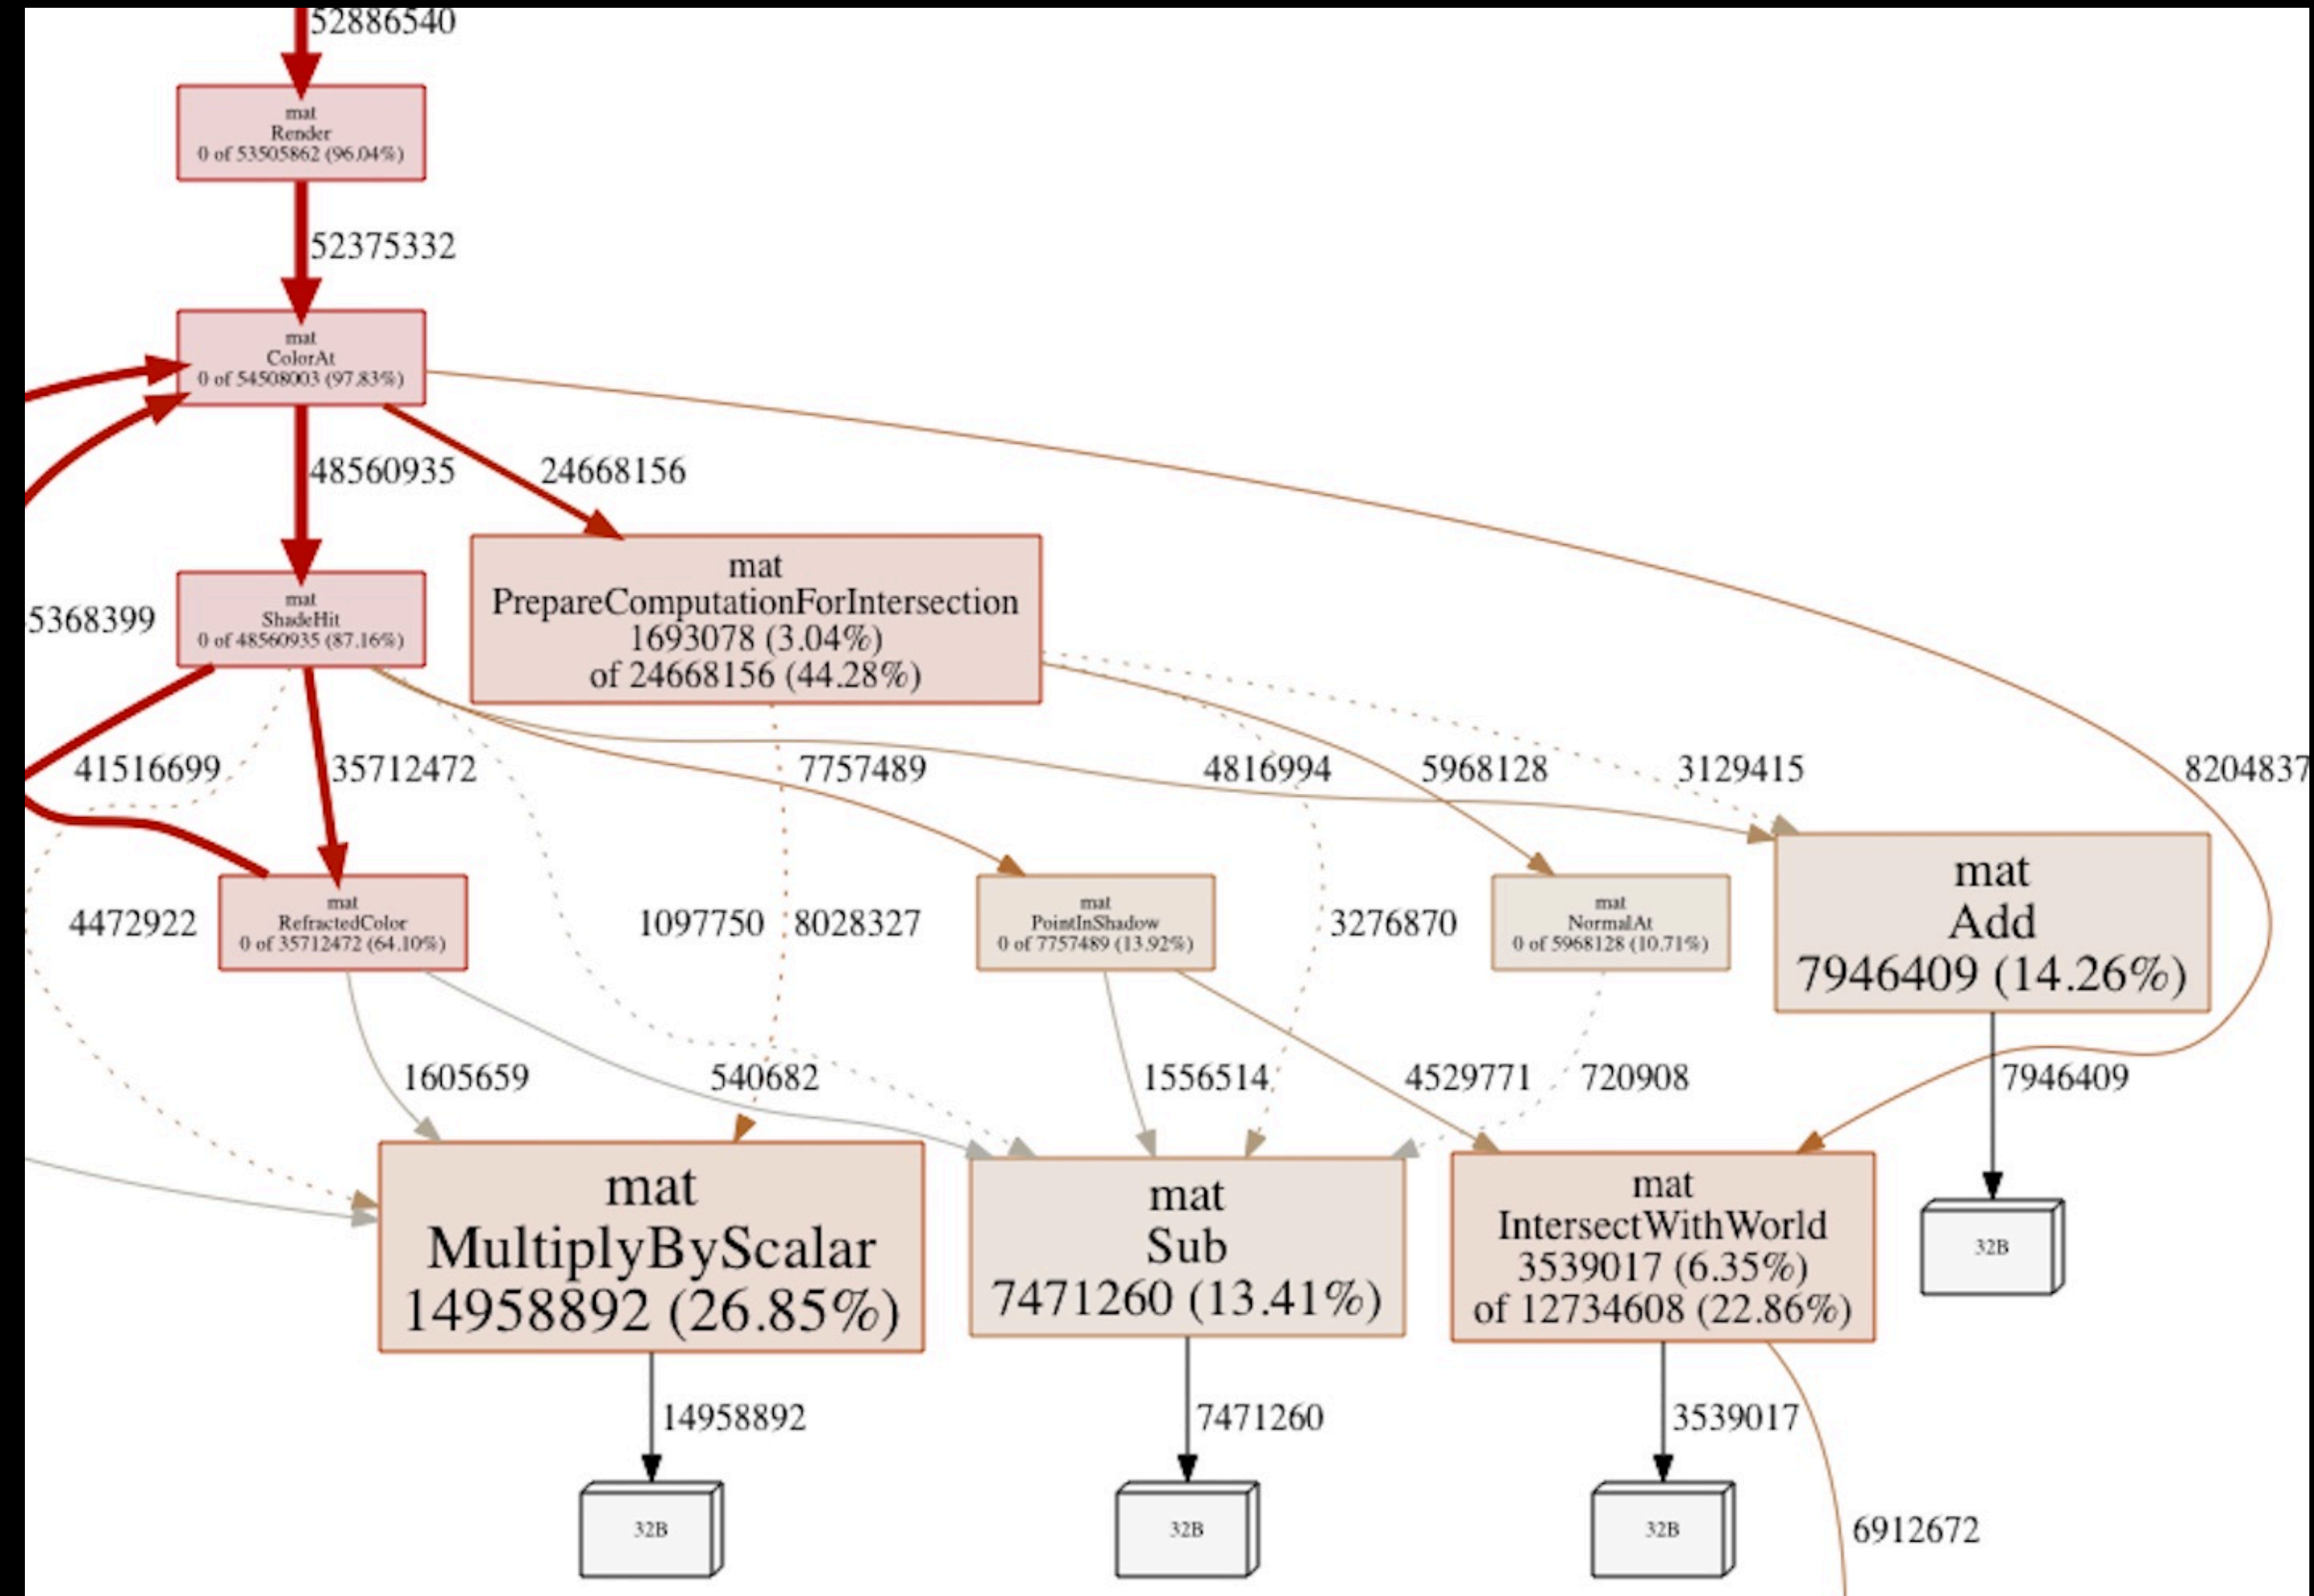 52886540
mat
Render
0 of 53505862 (96.04%)
52375332
mat
ColorAt
0 of 54508003 (97.83%)
48560935
24668156
mat
ShadeHit
0 of 48560935 (87.16%)
5368399
mat
PrepareComputationForIntersection
1693078 (3.04%)
of 24668156 (44.28%)
41516699
35712472
7757489
4816994
5968128
3129415
8204837
mat
RefractedColor
0 of 35712472 (64.10%)
4472922
1097750
8028327
mat
PointInShadow
0 of 7757489 (13.92%)
3276870
mat
NormalAt
0 of 5968128 (10.71%)
mat
Add
7946409 (14.26%)
1605659
540682
1556514
4529771
720908
7946409
mat
MultiplyByScalar
14958892 (26.85%)
mat
Sub
7471260 (13.41%)
mat
IntersectWithWorld
3539017 (6.35%)
of 12734608 (22.86%)
32B
14958892
7471260
3539017
32B
32B
32B
6912672